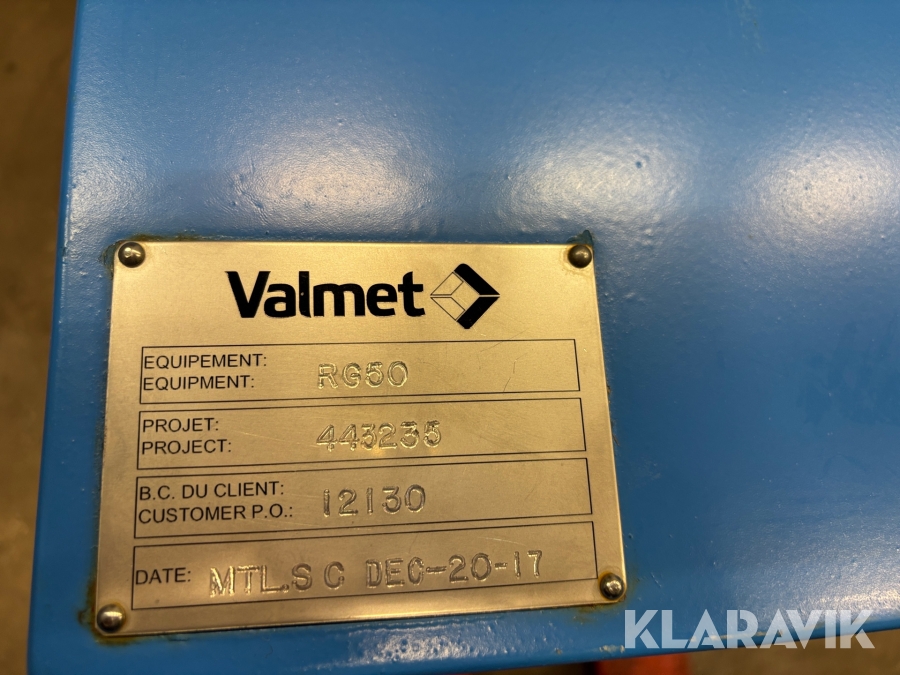 Valmet
EQUIPEMENT:
EQUIPMENT: RG50
PROJET:
PROJECT: 443235
B.C. DU CLIENT:
CUSTOMER P.O.: 12130
DATE: MTL.S C DEC-20-17
KLARAVIK